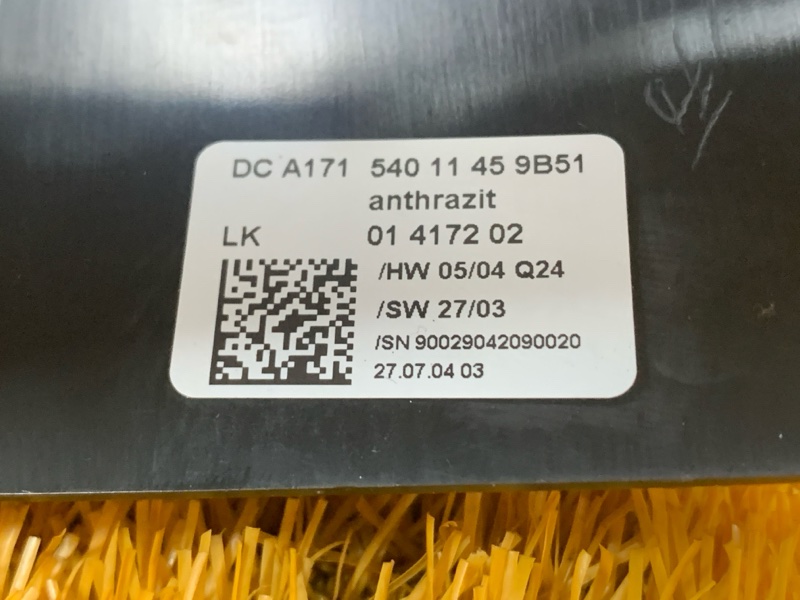 DC A171 540 11 45 9B51
anthrazit
LK 01 4172 02
/HW 05/04 Q24
/SW 27/03
/SN 90029042090020
27.07.04 03